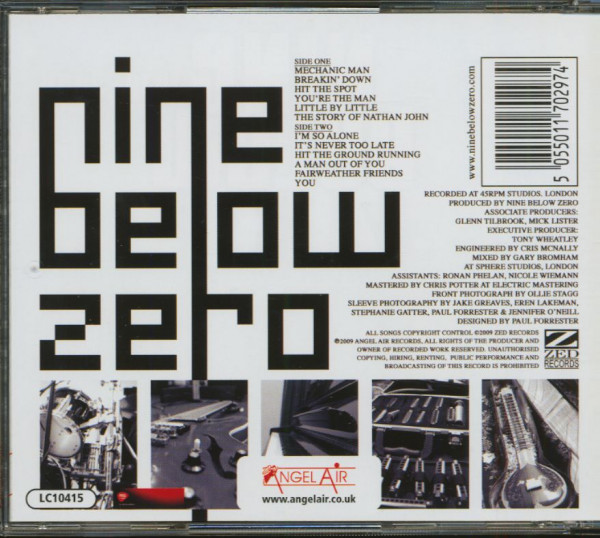 nine
below
zero
SIDE ONE
MECHANIC MAN
BREAKIN' DOWN
HIT THE SPOT
YOU'RE THE MAN
LITTLE BY LITTLE
THE STORY OF NATHAN JOHN
SIDE TWO
I'M SO ALONE
IT'S NEVER TOO LATE
HIT THE GROUND RUNNING
A MAN OUT OF YOU
FAIRWEATHER FRIENDS
YOU
www.ninebelowzero.com
5 055011 702974
RECORDED AT 45RPM STUDIOS. LONDON
PRODUCED BY NINE BELOW ZERO
ASSOCIATE PRODUCERS:
GLENN TILBROOK, MICK LISTER
EXECUTIVE PRODUCER:
TONY WHEATLEY
ENGINEERED BY CRIS MCNALLY
MIXED BY GARY BROMHAM
AT SPHERE STUDIOS, LONDON
ASSISTANTS: RONAN PHELAN, NICOLE WIEMANN
MASTERED BY CHRIS POTTER AT ELECTRIC MASTERING
FRONT PHOTOGRAPH BY OLLIE STAGG
SLEEVE PHOTOGRAPHY BY JAKE GREAVES, EREN LAKEMAN,
STEPHANIE GATTER, PAUL FORRESTER & JENNIFER O'NEILL
DESIGNED BY PAUL FORRESTER
ALL SONGS COPYRIGHT CONTROL ©2009 ZED RECORDS
℗2009 ANGEL AIR RECORDS, ALL RIGHTS OF THE PRODUCER AND
OWNER OF RECORDED WORK RESERVED. UNAUTHORISED
COPYING, HIRING, RENTING, PUBLIC PERFORMANCE AND
BROADCASTING OF THIS RECORD IS PROHIBITED
Z
ZED
RECORDS
LC10415
ANGEL AIR
www.angelair.co.uk